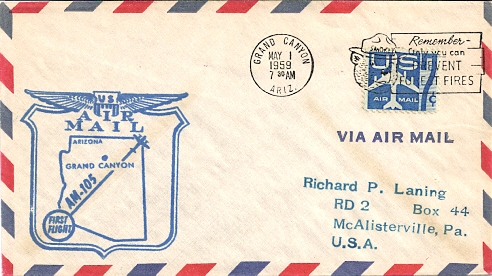 GRAND CANYON
MAY 1
1959
7 30 AM
ARIZ.
Remember-
Only you can
PREVENT
FOREST FIRES
SMOKEY
US
7c
AIR MAIL
U S
AIR
MAIL
ARIZONA
GRAND CANYON
AM-105
FIRST
FLIGHT
VIA AIR MAIL
Richard P. Laning
RD 2 Box 44
McAlisterville, Pa.
U.S.A.